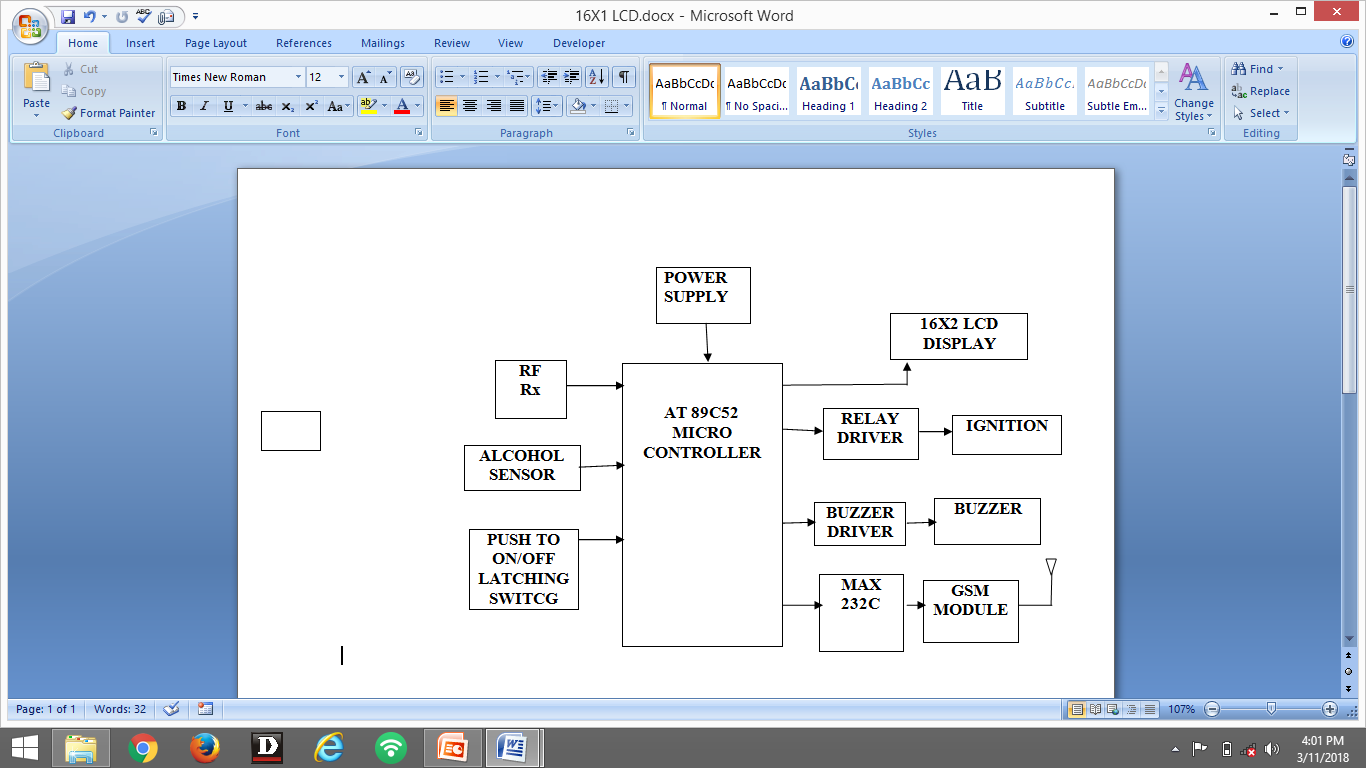 16X1 LCD.docx - Microsoft Word
Home Insert Page Layout References Mailings Review View Developer
Paste
Cut
Copy
Format Painter
Clipboard
Times New Roman 12
Font
Paragraph
AaBbCcDc AaBbCcDc AaBbC AaBbCc AaB AaBbCc. AaBbCcDc
¶ Normal ¶ No Spaci... Heading 1 Heading 2 Title Subtitle Subtle Em...
Change
Styles
Styles
Find
Replace
Select
Editing
POWER
SUPPLY
16X2 LCD
DISPLAY
RF
Rx
AT 89C52
MICRO
CONTROLLER
RELAY
DRIVER
IGNITION
ALCOHOL
SENSOR
BUZZER
DRIVER
BUZZER
PUSH TO
ON/OFF
LATCHING
SWITCG
MAX
232C
GSM
MODULE
Page: 1 of 1 Words: 32
107%
4:01 PM
3/11/2018